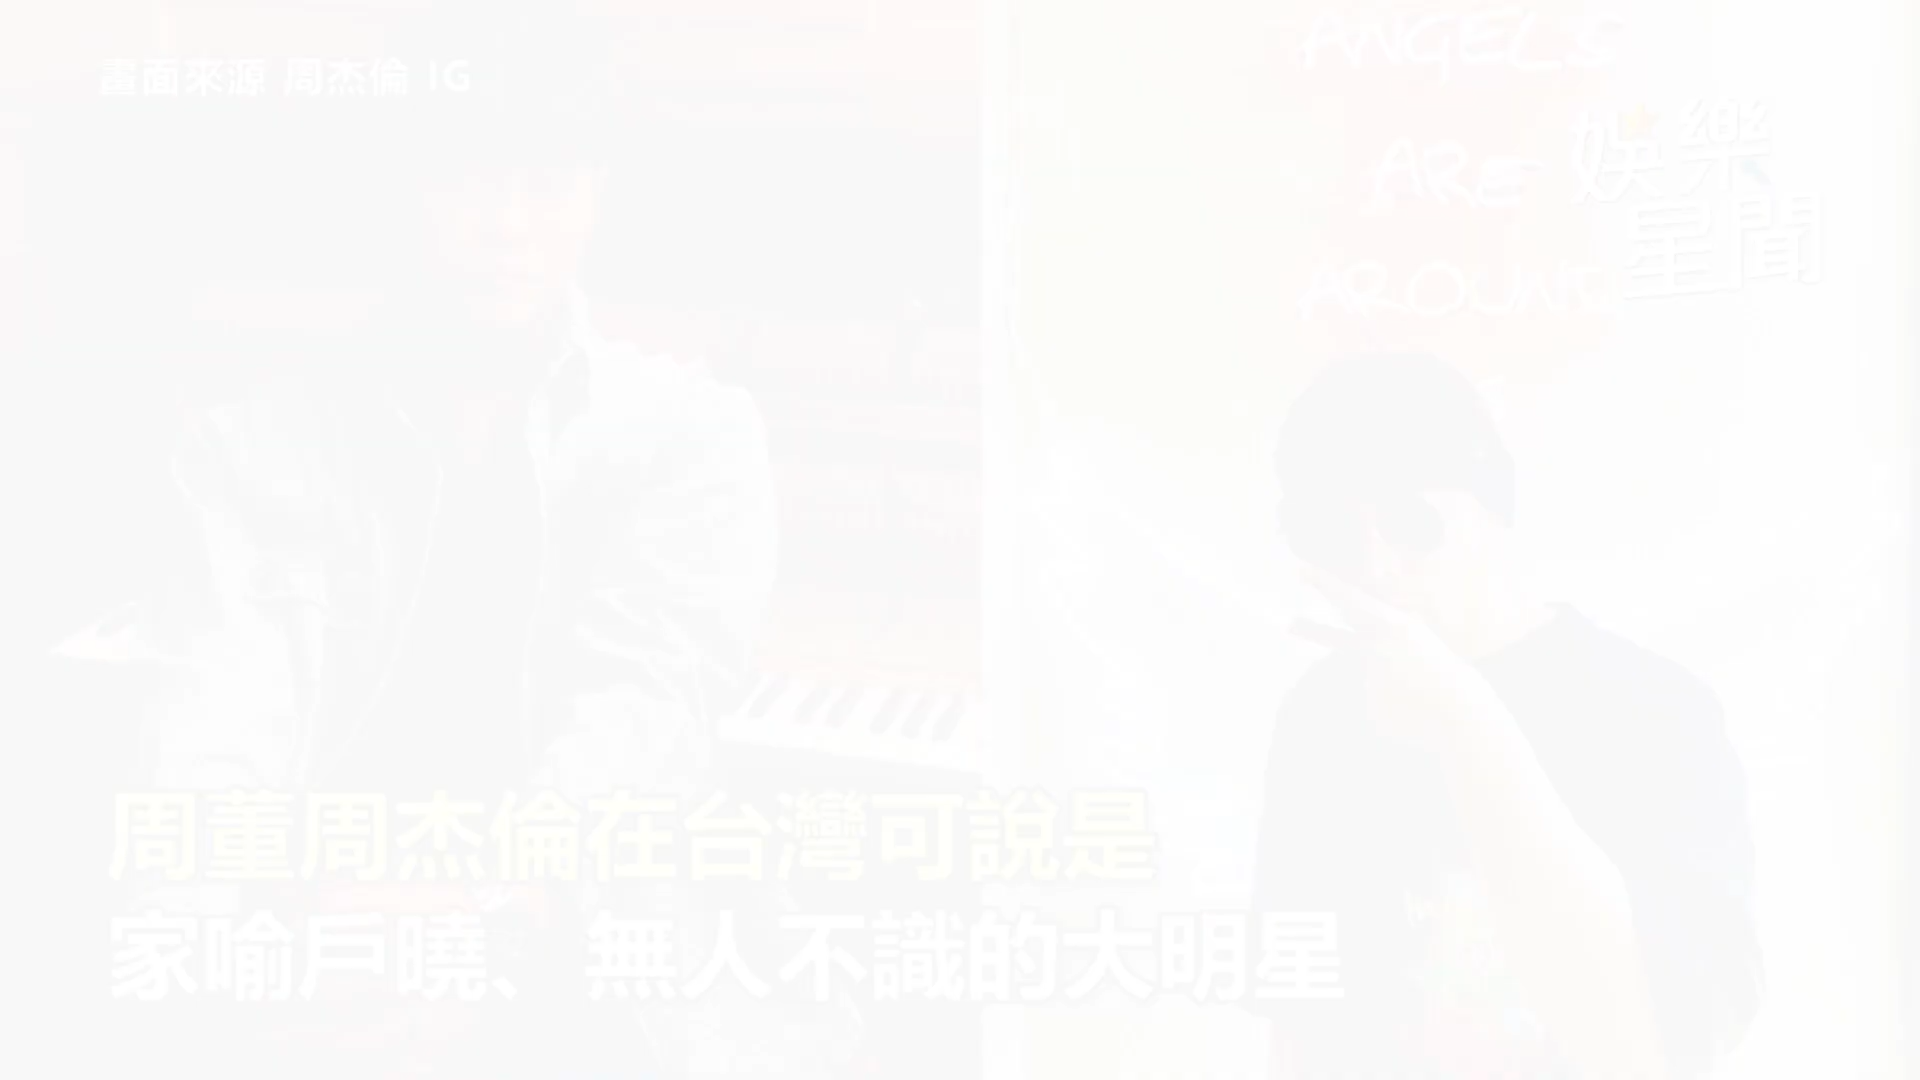 畫面來源 周杰倫 IG
ANGELS
ARE
AROUND
娛樂
星聞
周董周杰倫在台灣可說是
家喻戶曉、無人不識的大明星